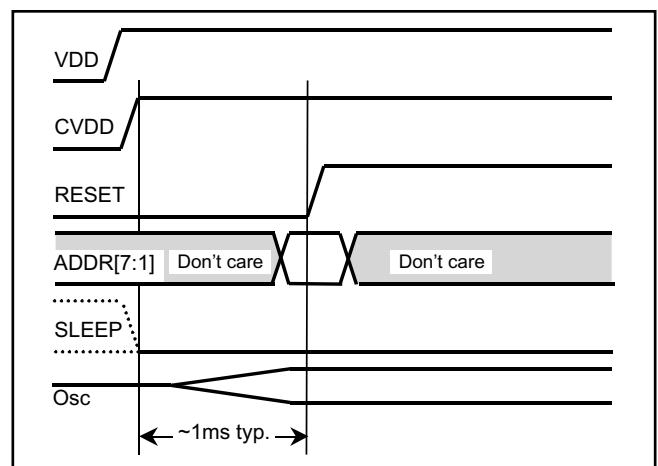 VDD
CVDD
RESET
ADDR[7:1] Don't care Don't care
SLEEP
Osc
~1ms typ.